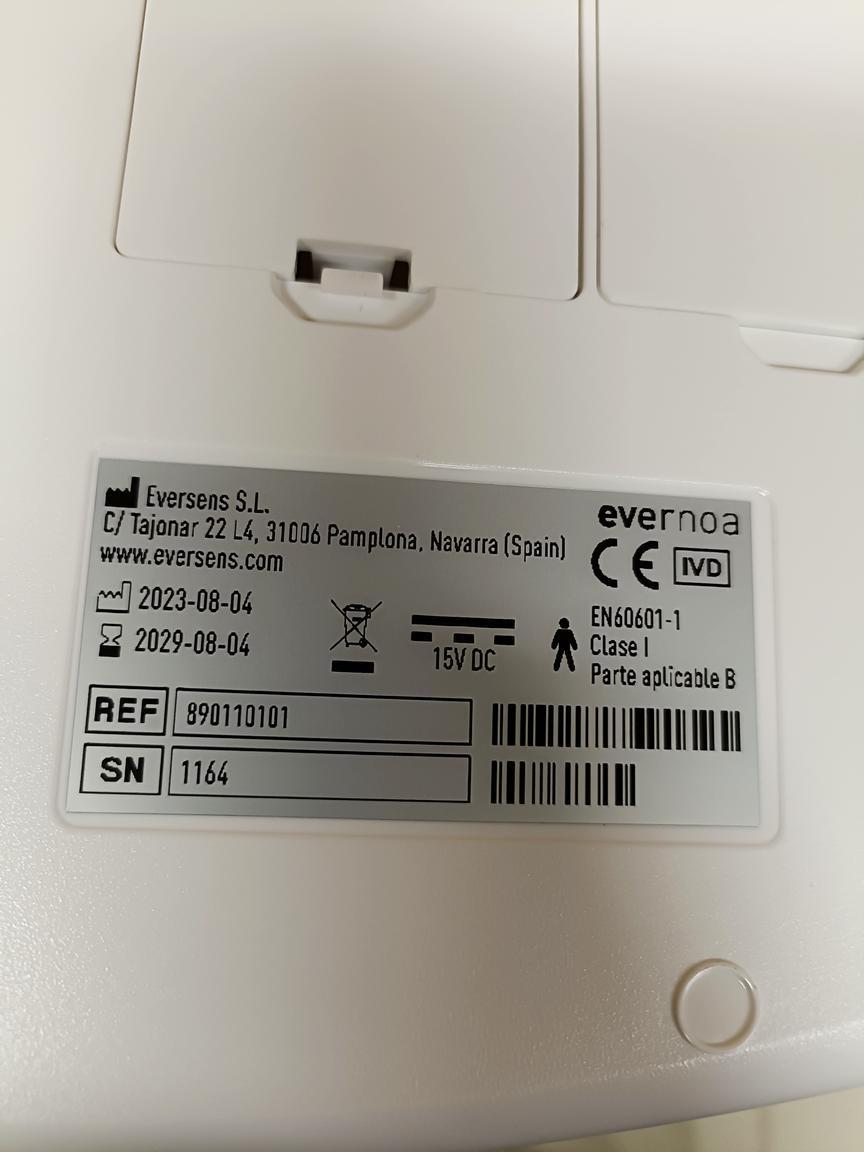 Eversens S.L.
C/ Tajonar 22 L4, 31006 Pamplona, Navarra (Spain)
www.eversens.com
evernoa
CE IVD
2023-08-04
2029-08-04
15V DC
EN60601-1
Clase I
Parte aplicable B
REF 890110101
SN 1164